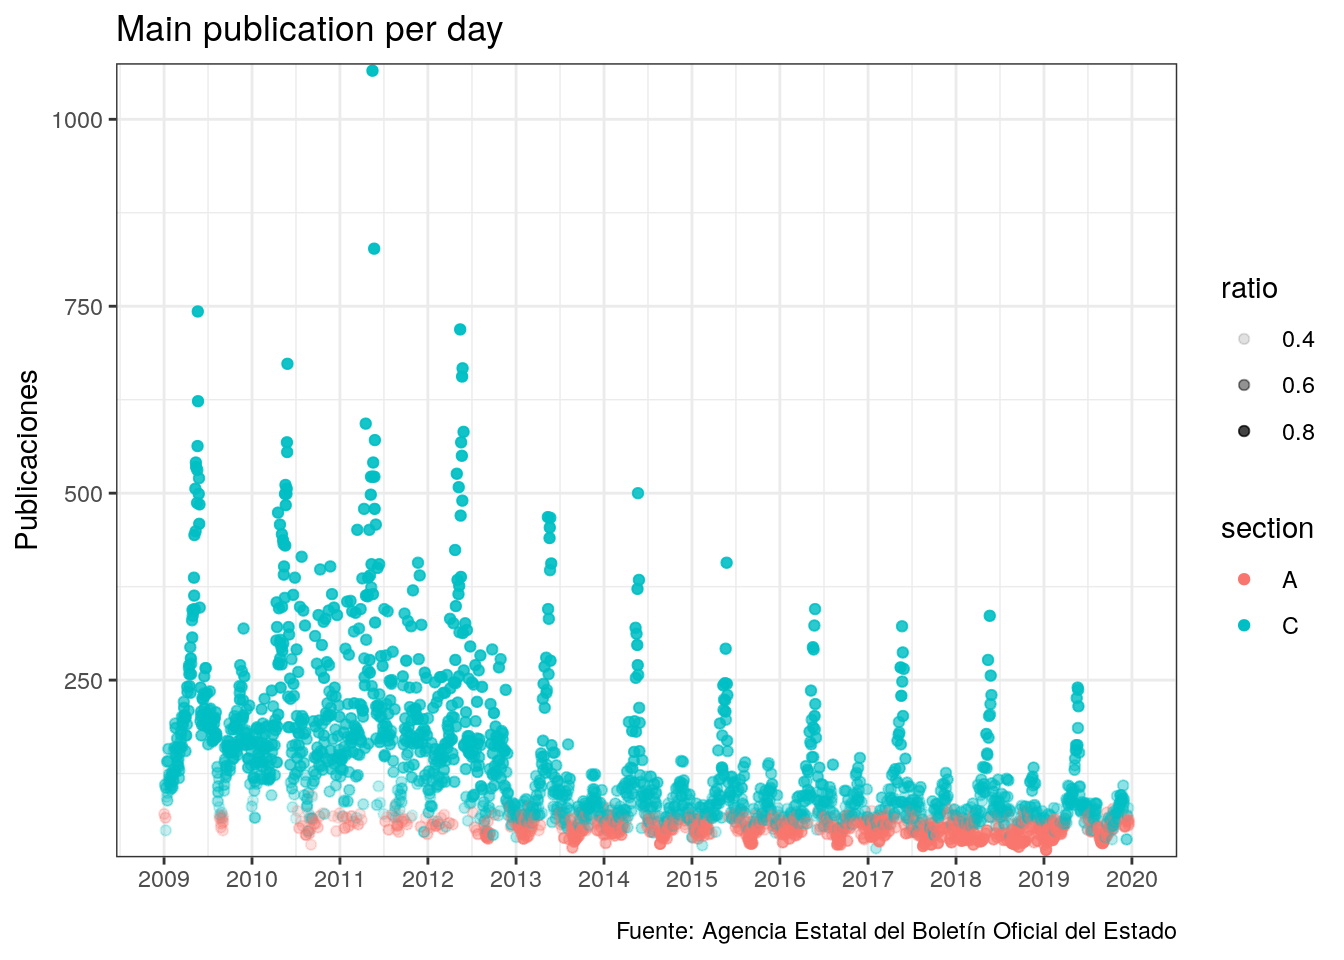 Main publication per day
Publicaciones
1000
750
500
250
2009 2010 2011 2012 2013 2014 2015 2016 2017 2018 2019 2020
ratio
0.4
0.6
0.8
section
A
C
Fuente: Agencia Estatal del Boletín Oficial del Estado